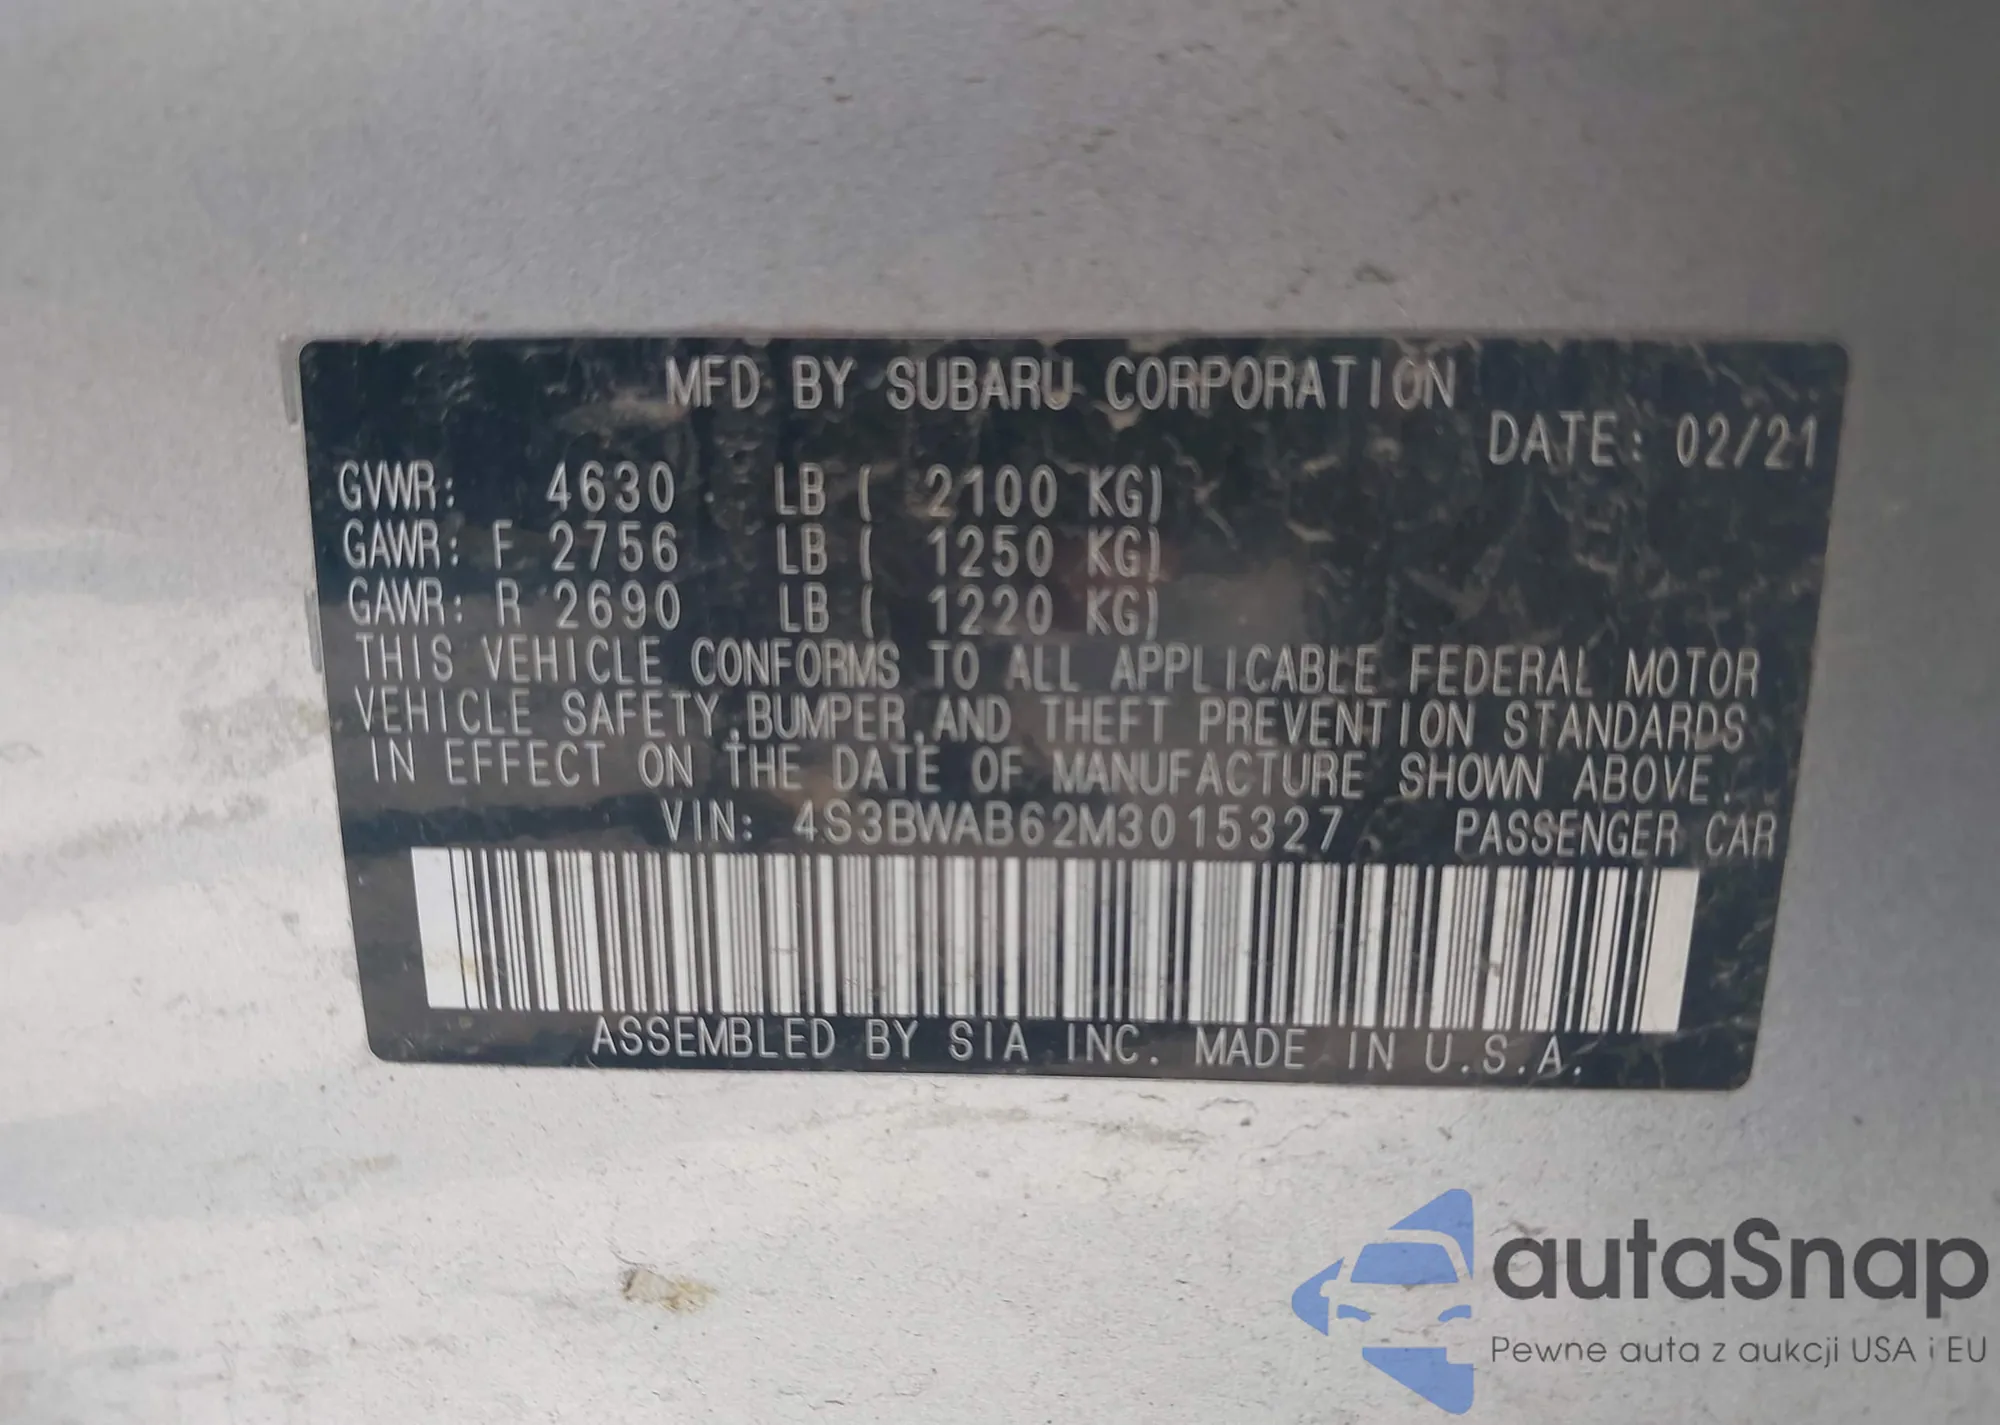 MFD BY SUBARU CORPORATION
DATE: 02/21
GVWR: 4630 LB ( 2100 KG)
GAWR: F 2756 LB ( 1250 KG)
GAWR: R 2690 LB ( 1220 KG)
THIS VEHICLE CONFORMS TO ALL APPLICABLE FEDERAL MOTOR
VEHICLE SAFETY,BUMPER,AND THEFT PREVENTION STANDARDS
IN EFFECT ON THE DATE OF MANUFACTURE SHOWN ABOVE.
VIN: 4S3BWAB62M3015327 PASSENGER CAR
ASSEMBLED BY SIA INC. MADE IN U.S.A.
autaSnap
Pewne auta z aukcji USA i EU